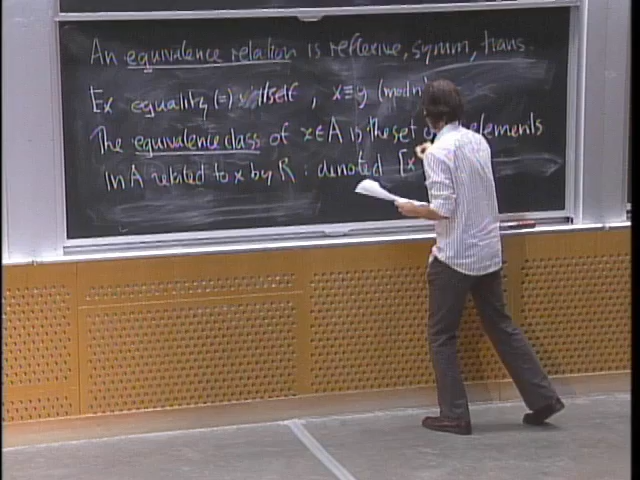 An equivalence relation is reflexive, symm, trans.
Ex equality (=) itself, x≡y (mod n)
The equivalence class of x∈A is the set of elements
in A related to x by R : denoted [x